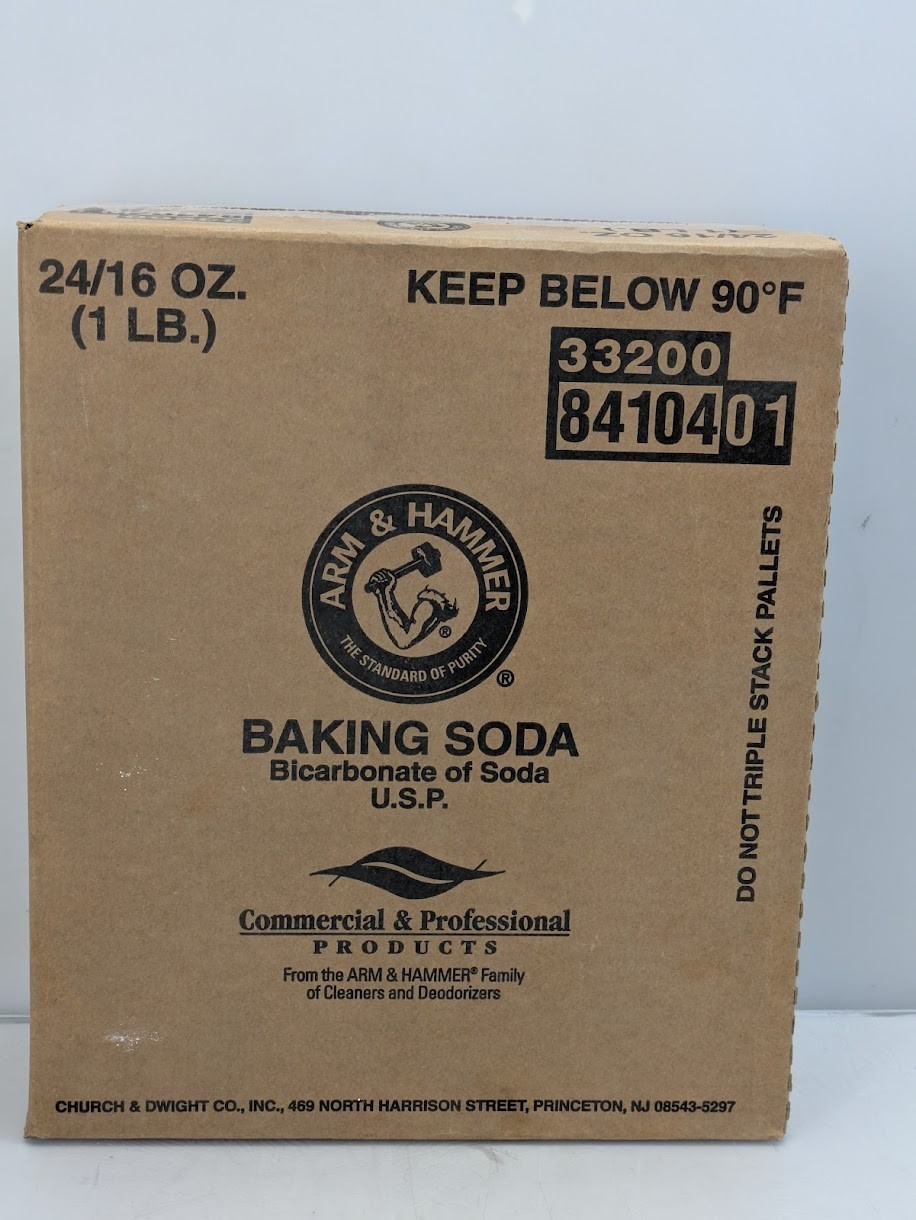 24/16 OZ.
(1 LB.)
KEEP BELOW 90°F
33200
8410401
ARM & HAMMER
THE STANDARD OF PURITY
®
®
BAKING SODA
Bicarbonate of Soda
U.S.P.
DO NOT TRIPLE STACK PALLETS
Commercial & Professional
PRODUCTS
From the ARM & HAMMER® Family
of Cleaners and Deodorizers
CHURCH & DWIGHT CO., INC., 469 NORTH HARRISON STREET, PRINCETON, NJ 08543-5297